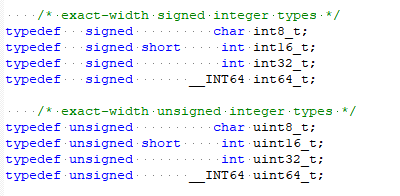 /* exact-width signed integer types */
typedef   signed          char int8_t;
typedef   signed short     int int16_t;
typedef   signed           int int32_t;
typedef   signed       __INT64 int64_t;
/* exact-width unsigned integer types */
typedef unsigned          char uint8_t;
typedef unsigned short     int uint16_t;
typedef unsigned           int uint32_t;
typedef unsigned       __INT64 uint64_t;